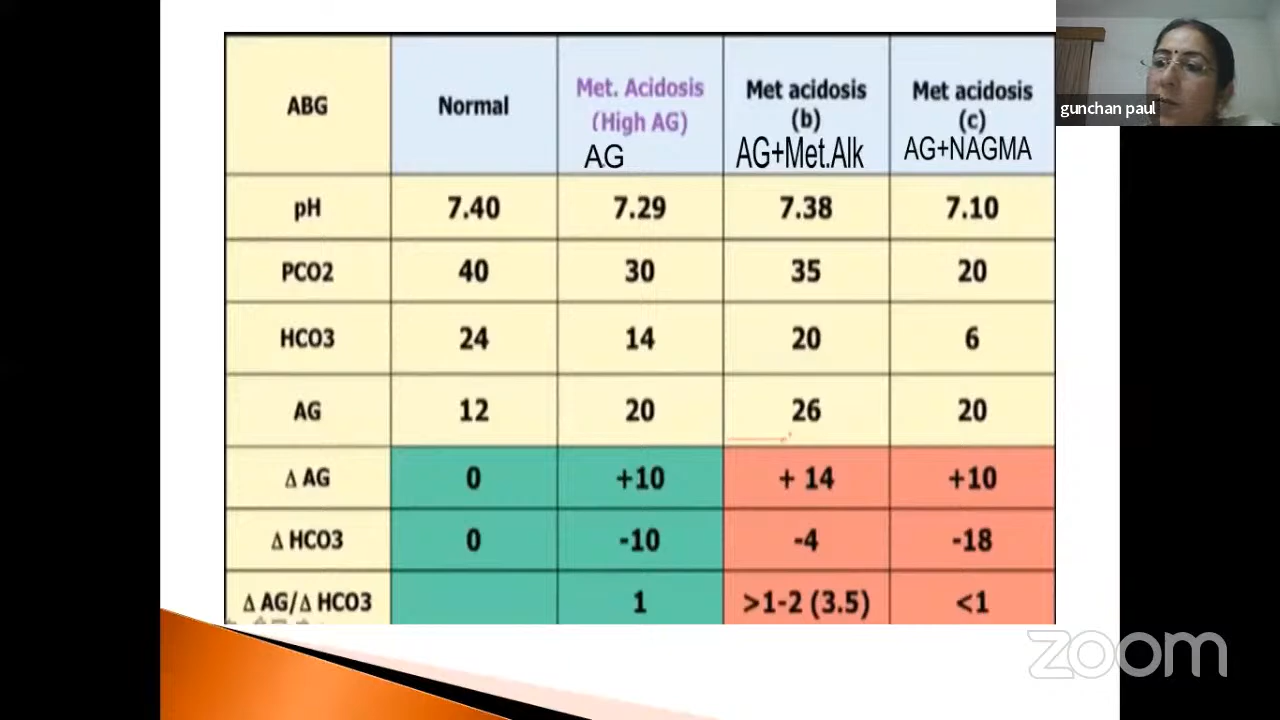 ABG
Normal
Met. Acidosis
(High AG)
AG
Met acidosis
(b)
AG+Met.Alk
Met acidosis
(c)
AG+NAGMA
pH 7.40 7.29 7.38 7.10
PCO2 40 30 35 20
HCO3 24 14 20 6
AG 12 20 26 20
Δ AG 0 +10 + 14 +10
Δ HCO3 0 -10 -4 -18
Δ AG/Δ HCO3 1 >1-2 (3.5) <1
gunchan paul
zoom